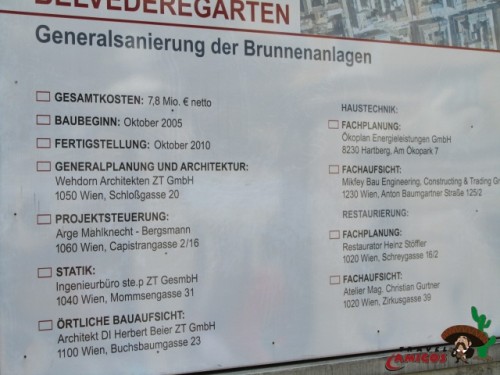 BELVEDEREGARTEN
Generalsanierung der Brunnenanlagen
GESAMTKOSTEN: 7,8 Mio. € netto
BAUBEGINN: Oktober 2005
FERTIGSTELLUNG: Oktober 2010
GENERALPLANUNG UND ARCHITEKTUR:
Wehdorn Architekten ZT GmbH
1050 Wien, Schloßgasse 20
PROJEKTSTEUERUNG:
Arge Mahlknecht - Bergsmann
1060 Wien, Capistrangasse 2/16
STATIK:
Ingenieurbüro ste.p ZT GesmbH
1040 Wien, Mommsengasse 31
ÖRTLICHE BAUAUFSICHT:
Architekt DI Herbert Beier ZT GmbH
1100 Wien, Buchsbaumgasse 23
HAUSTECHNIK:
FACHPLANUNG:
Ökoplan Energieleistungen GmbH
8230 Hartberg, Am Ökopark 7
FACHAUFSICHT:
Mikfey Bau Engineering, Constructing & Trading G
1230 Wien, Anton Baumgartner Straße 125/2
RESTAURIERUNG:
FACHPLANUNG:
Restaurator Heinz Stöffler
1020 Wien, Schreygasse 16/2
FACHAUFSICHT:
Atelier Mag. Christian Gurtner
1020 Wien, Zirkusgasse 39
TRAVEL
CAMIGOS